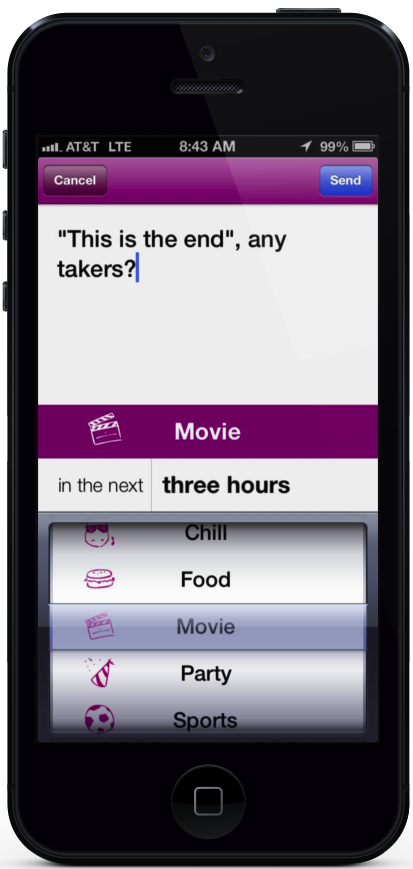 AT&T LTE 8:43 AM 99%
Cancel Send
"This is the end", any
takers?
Movie
in the next three hours
Chill
Food
Movie
Party
Sports